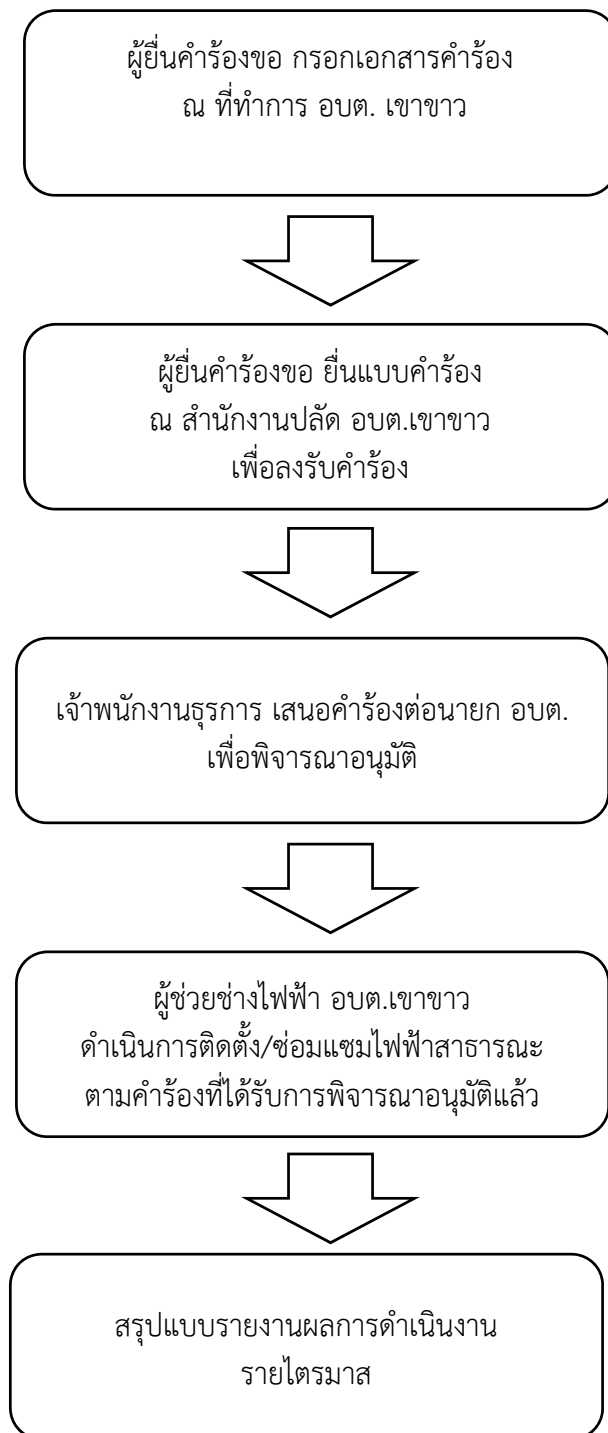 ผู้ยื่นคำร้องขอ กรอกเอกสารคำร้อง
ณ ที่ทำการ อบต. เขาขาว
ผู้ยื่นคำร้องขอ ยื่นแบบคำร้อง
ณ สำนักงานปลัด อบต.เขาขาว
เพื่อลงรับคำร้อง
เจ้าพนักงานธุรการ เสนอคำร้องต่อนายก อบต.
เพื่อพิจารณาอนุมัติ
ผู้ช่วยช่างไฟฟ้า อบต.เขาขาว
ดำเนินการติดตั้ง/ซ่อมแซมไฟฟ้าสาธารณะ
ตามคำร้องที่ได้รับการพิจารณาอนุมัติแล้ว
สรุปแบบรายงานผลการดำเนินงาน
รายไตรมาส